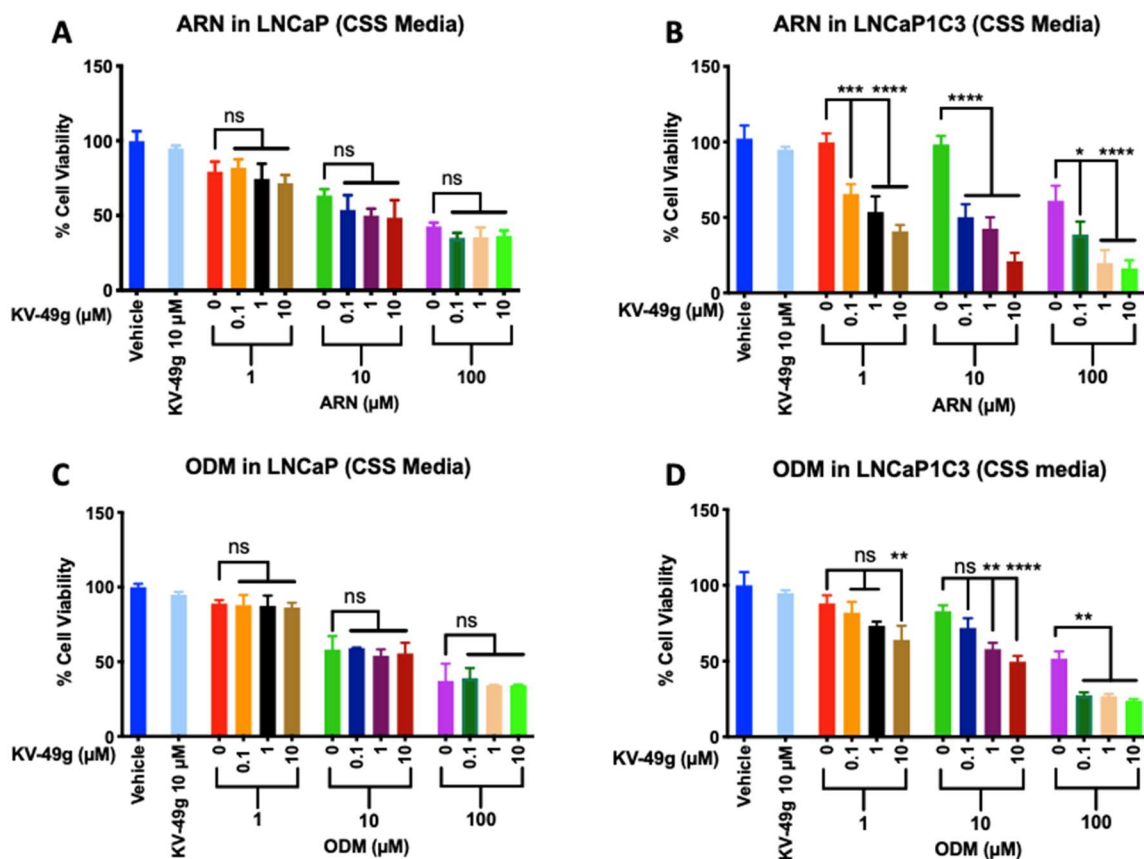 A
ARN in LNCaP (CSS Media)
% Cell Viability
150
100
50
0
ns
ns
ns
KV-49g (µM)
Vehicle
KV-49g 10 µM
0 0.1 1 10
0 0.1 1 10
0 0.1 1 10
1 10 100
ARN (µM)
B
ARN in LNCaP1C3 (CSS Media)
% Cell Viability
150
100
50
0
*** ****
****
* ****
KV-49g (µM)
Vehicle
KV-49g 10 µM
0 0.1 1 10
0 0.1 1 10
0 0.1 1 10
1 10 100
ARN (µM)
C
ODM in LNCaP (CSS Media)
% Cell Viability
150
100
50
0
ns
ns
ns
KV-49g (µM)
Vehicle
KV-49g 10 µM
0 0.1 1 10
0 0.1 1 10
0 0.1 1 10
1 10 100
ODM (µM)
D
ODM in LNCaP1C3 (CSS media)
% Cell Viability
150
100
50
0
ns **
ns ** ****
**
KV-49g (µM)
Vehicle
KV-49g 10 µM
0 0.1 1 10
0 0.1 1 10
0 0.1 1 10
1 10 100
ODM (µM)